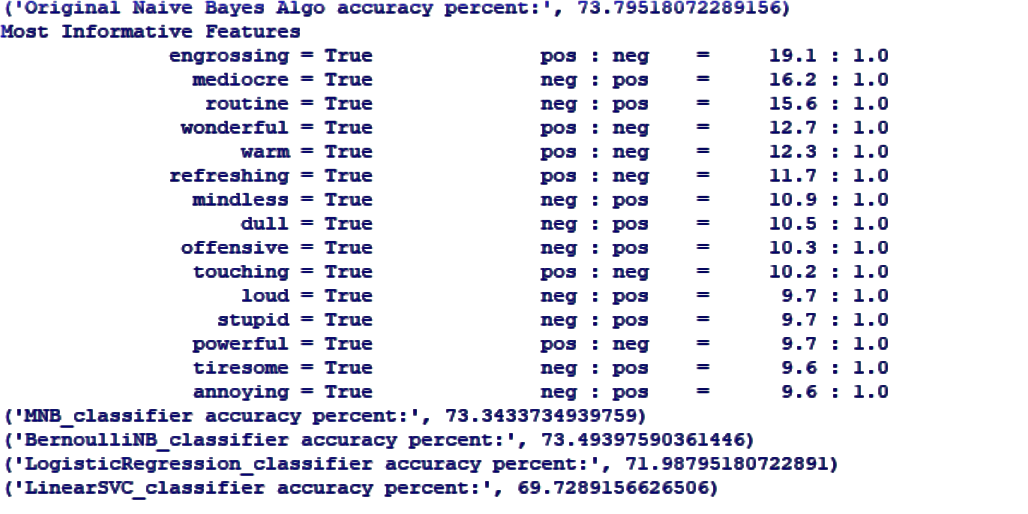 ('Original Naive Bayes Algo accuracy percent:', 73.79518072289156)
Most Informative Features
engrossing = True pos : neg = 19.1 : 1.0
mediocre = True neg : pos = 16.2 : 1.0
routine = True neg : pos = 15.6 : 1.0
wonderful = True pos : neg = 12.7 : 1.0
warm = True pos : neg = 12.3 : 1.0
refreshing = True pos : neg = 11.7 : 1.0
mindless = True neg : pos = 10.9 : 1.0
dull = True neg : pos = 10.5 : 1.0
offensive = True neg : pos = 10.3 : 1.0
touching = True pos : neg = 10.2 : 1.0
loud = True neg : pos = 9.7 : 1.0
stupid = True neg : pos = 9.7 : 1.0
powerful = True pos : neg = 9.7 : 1.0
tiresome = True neg : pos = 9.6 : 1.0
annoying = True neg : pos = 9.6 : 1.0
('MNB_classifier accuracy percent:', 73.3433734939759)
('BernoulliNB_classifier accuracy percent:', 73.49397590361446)
('LogisticRegression_classifier accuracy percent:', 71.98795180722891)
('LinearSVC_classifier accuracy percent:', 69.7289156626506)